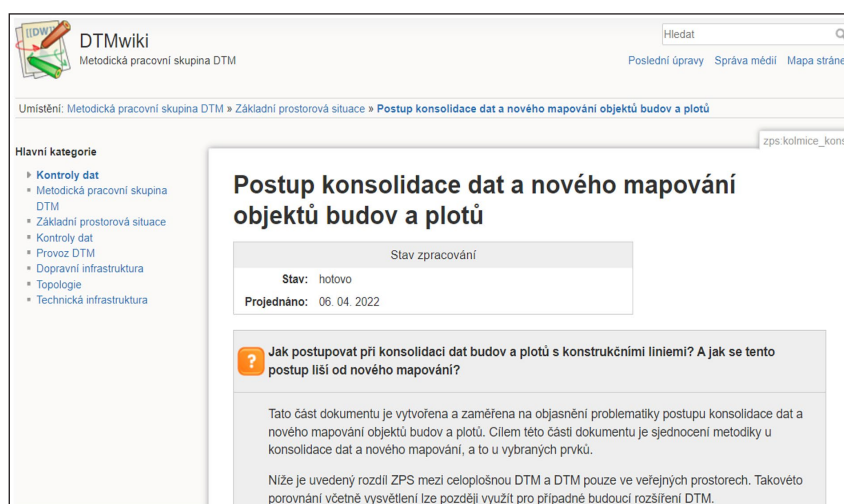 [[DW]]
DTMwiki
Metodická pracovní skupina DTM
Hledat
Poslední úpravy Správa médií Mapa stráne
Umístění: Metodická pracovní skupina DTM » Základní prostorová situace » Postup konsolidace dat a nového mapování objektů budov a plotů
zps:kolmice_kons
Hlavní kategorie
Kontroly dat
Metodická pracovní skupina
DTM
Základní prostorová situace
Kontroly dat
Provoz DTM
Dopravní infrastruktura
Topologie
Technická infrastruktura
Postup konsolidace dat a nového mapování
objektů budov a plotů
Stav zpracování
Stav: hotovo
Projednáno: 06. 04. 2022
Jak postupovat při konsolidaci dat budov a plotů s konstrukčními liniemi? A jak se tento
postup liší od nového mapování?
Tato část dokumentu je vytvořena a zaměřena na objasnění problematiky postupu konsolidace dat a
nového mapování objektů budov a plotů. Cílem této části dokumentu je sjednocení metodiky u
konsolidace dat a nového mapování, a to u vybraných prvků.
Níže je uvedený rozdíl ZPS mezi celoplošnou DTM a DTM pouze ve veřejných prostorech. Takovéto
porovnání včetně vysvětlení lze později využít pro případné budoucí rozšíření DTM.